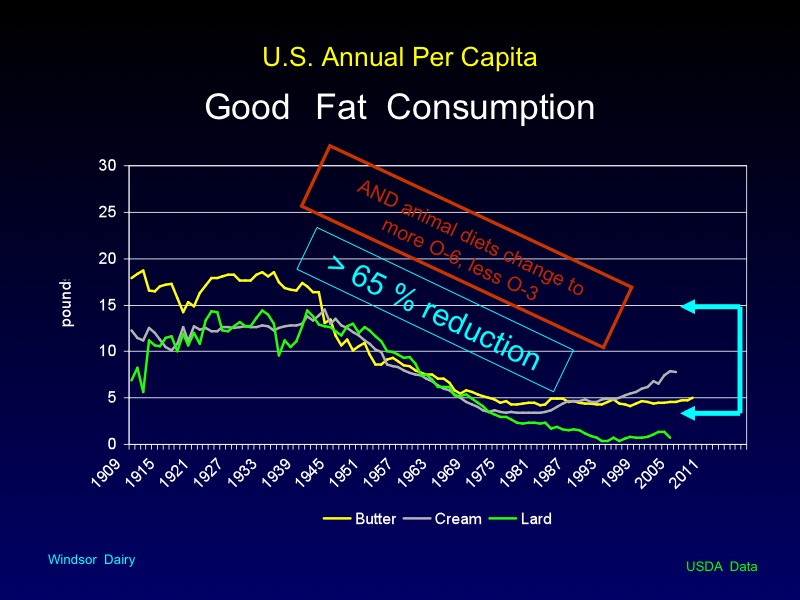 U.S. Annual Per Capita
Good Fat Consumption
AND animal diets change to
more O-6, less O-3
> 65 % reduction
pounds
30
25
20
15
10
5
0
1909 1915 1921 1927 1933 1939 1945 1951 1957 1963 1969 1975 1981 1987 1993 1999 2005 2011
Butter Cream Lard
Windsor Dairy
USDA Data